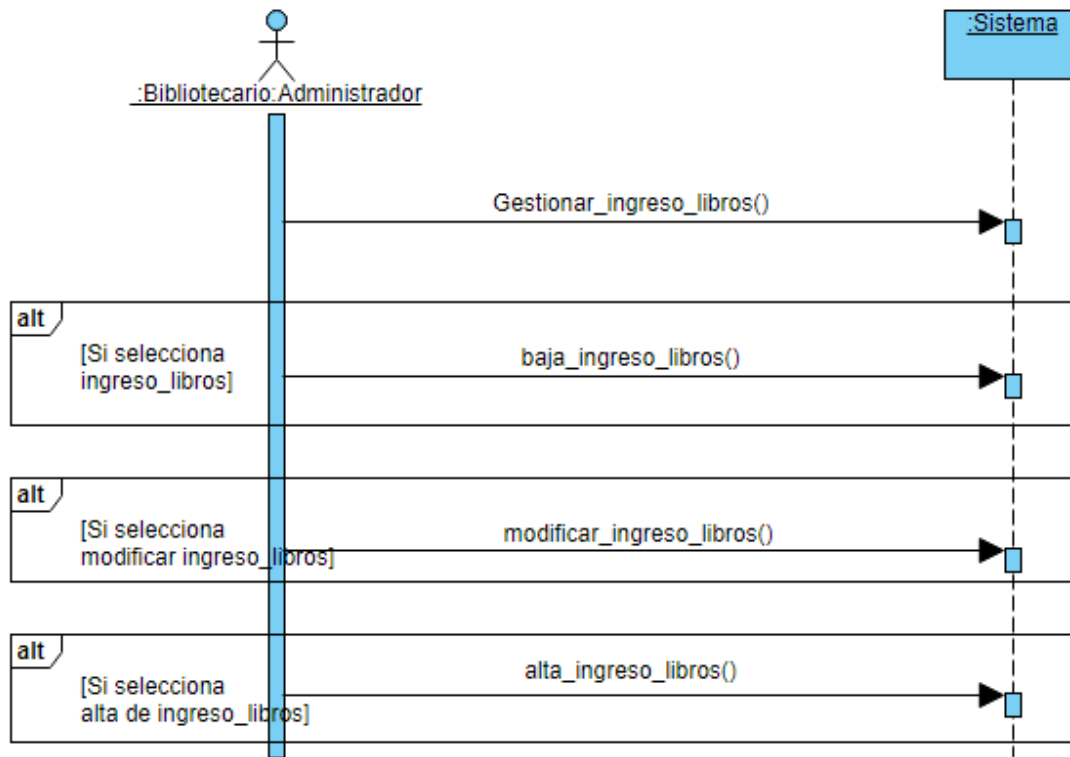 :Sistema
:Bibliotecario:Administrador
Gestionar_ingreso_libros()
alt
[Si selecciona
ingreso_libros]
baja_ingreso_libros()
alt
[Si selecciona
modificar ingreso_libros]
modificar_ingreso_libros()
alt
[Si selecciona
alta de ingreso_libros]
alta_ingreso_libros()